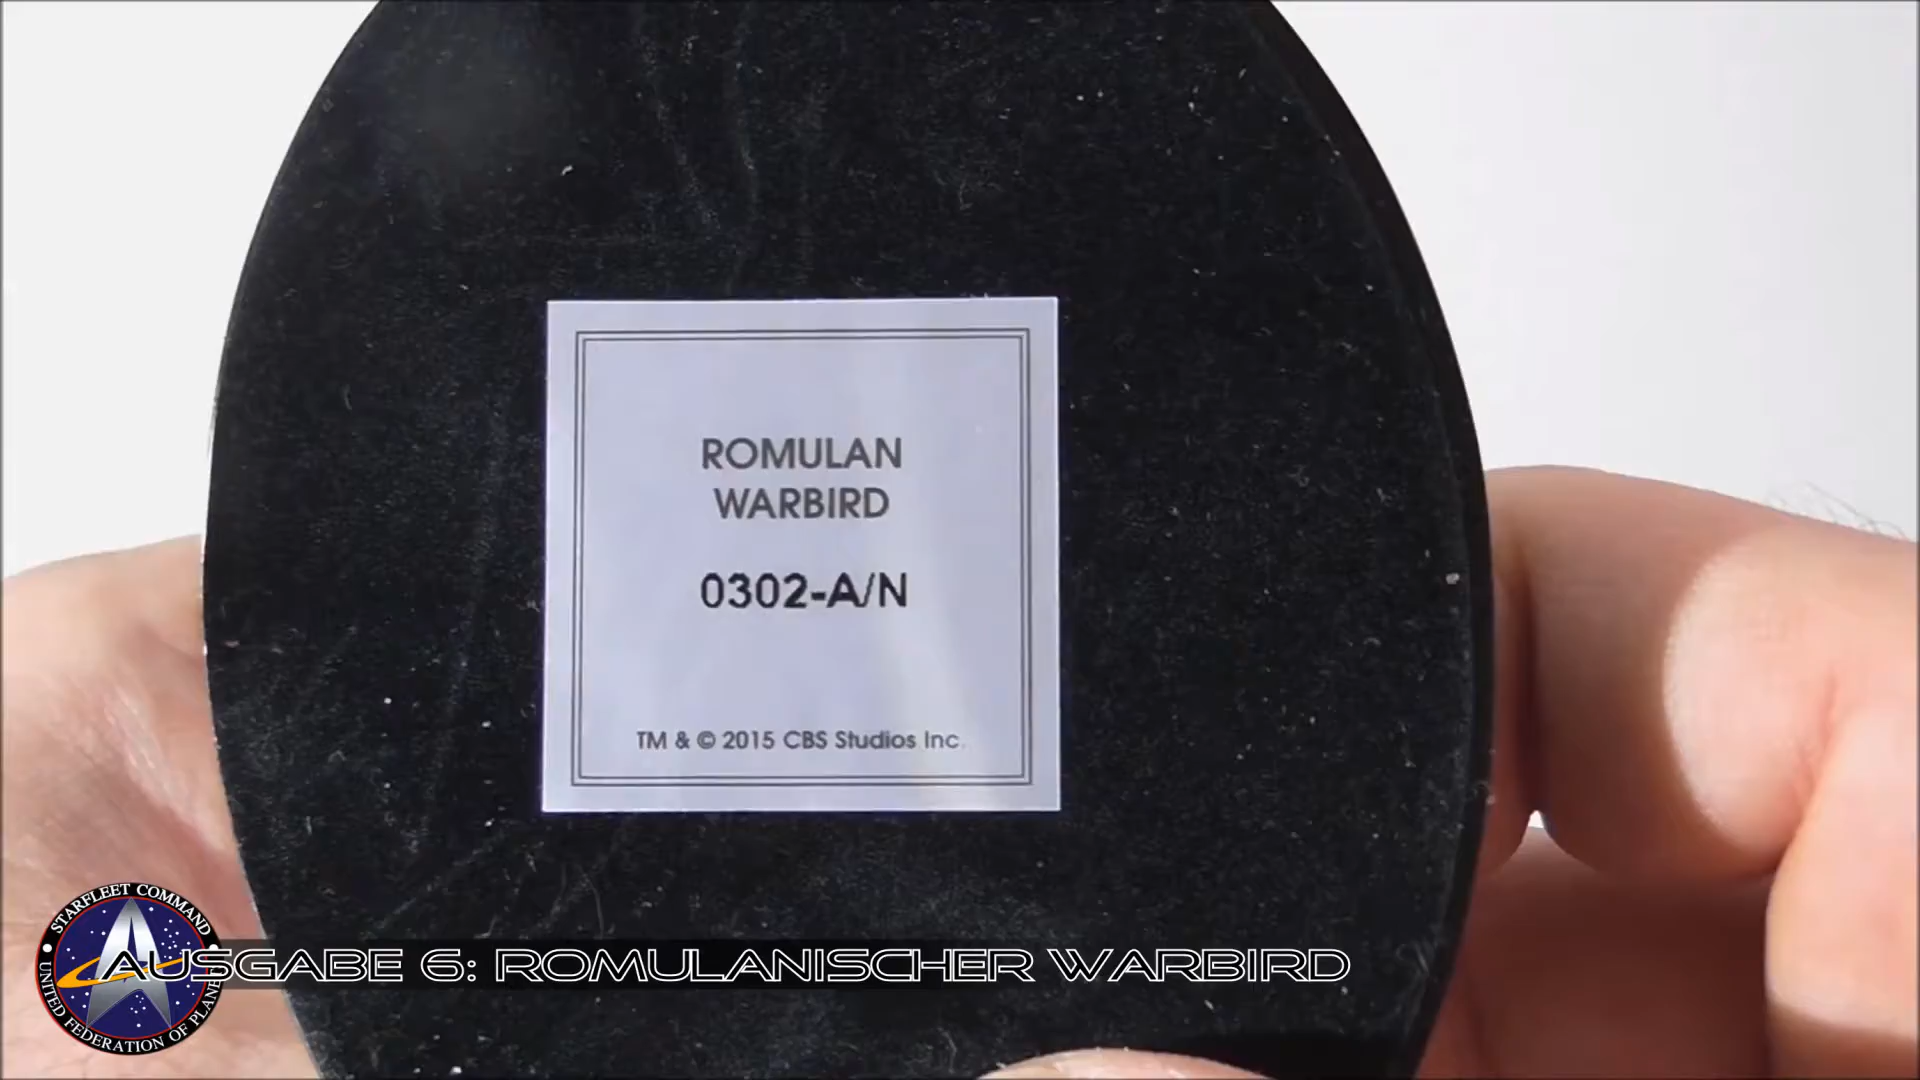 ROMULAN
WARBIRD
0302-A/N
TM & © 2015 CBS Studios Inc.
STARFLEET COMMAND
UNITED FEDERATION OF PLANE
AUSGABE 6: ROMULANISCHER WARBIRD